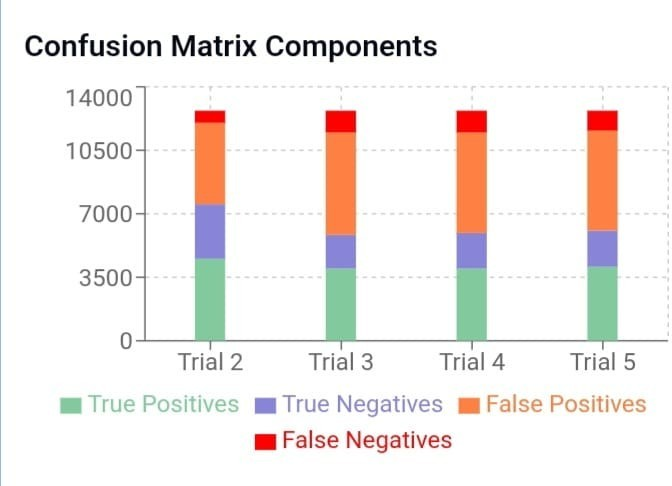 Confusion Matrix Components
14000
10500
7000
3500
0
Trial 2 Trial 3 Trial 4 Trial 5
True Positives True Negatives False Positives
False Negatives